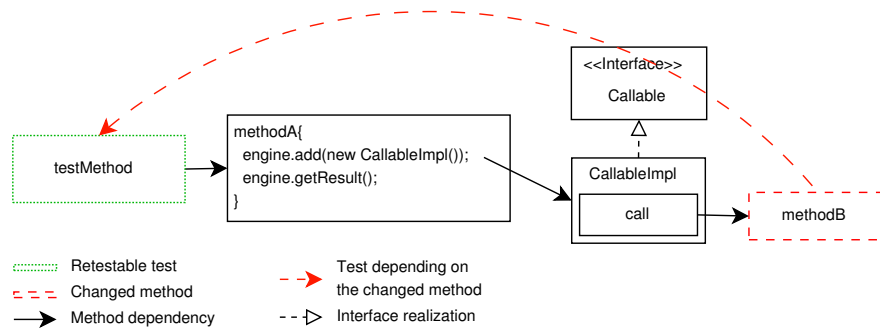 <<Interface>>
Callable
testMethod
methodA{
engine.add(new CallableImpl());
engine.getResult();
}
CallableImpl
call
methodB
Retestable test
Changed method
Method dependency
Test depending on
the changed method
Interface realization